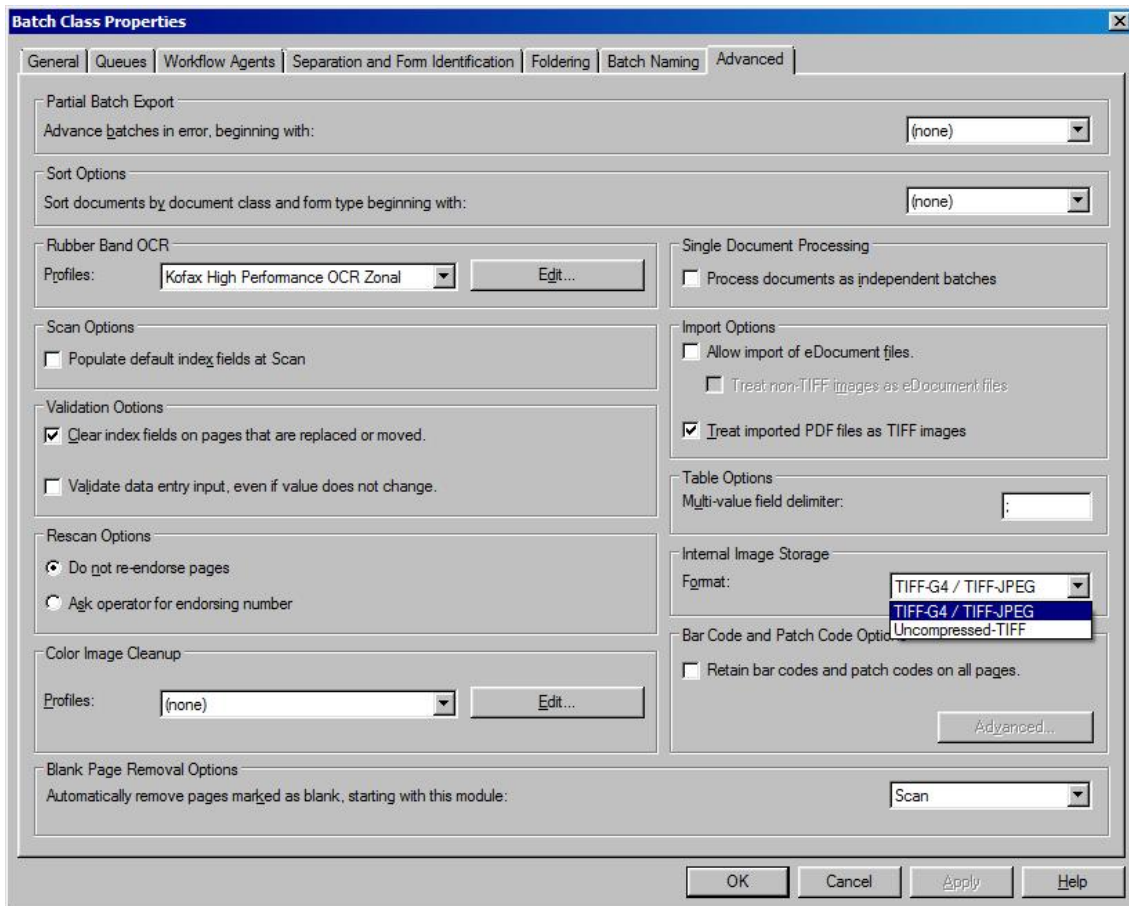 Batch Class Properties
General Queues Workflow Agents Separation and Form Identification Foldering Batch Naming Advanced
Partial Batch Export
Advance batches in error, beginning with: (none)
Sort Options
Sort documents by document class and form type beginning with: (none)
Rubber Band OCR
Profiles: Kofax High Performance OCR Zonal Edit...
Single Document Processing
Process documents as independent batches
Scan Options
Populate default index fields at Scan
Import Options
Allow import of eDocument files.
Treat non-TIFF images as eDocument files
Treat imported PDF files as TIFF images
Validation Options
Clear index fields on pages that are replaced or moved.
Validate data entry input, even if value does not change.
Table Options
Multi-value field delimiter: ;
Rescan Options
Do not re-endorse pages
Ask operator for endorsing number
Internal Image Storage
Format: TIFF-G4 / TIFF-JPEG
TIFF-G4 / TIFF-JPEG
Uncompressed-TIFF
Color Image Cleanup
Profiles: (none) Edit...
Bar Code and Patch Code Option
Retain bar codes and patch codes on all pages.
Advanced...
Blank Page Removal Options
Automatically remove pages marked as blank, starting with this module: Scan
OK Cancel Apply Help